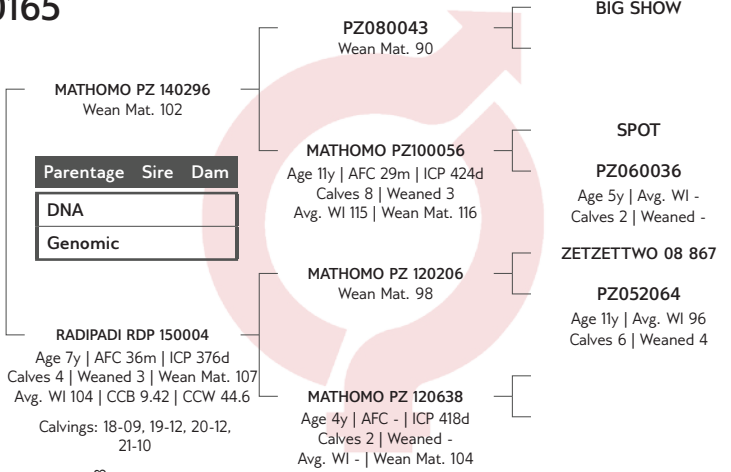 0165
BIG SHOW
PZ080043
Wean Mat. 90
MATHOMO PZ 140296
Wean Mat. 102
SPOT
MATHOMO PZ100056
Age 11y | AFC 29m | ICP 424d
Calves 8 | Weaned 3
Avg. WI 115 | Wean Mat. 116
PZ060036
Age 5y | Avg. WI -
Calves 2 | Weaned -
Parentage Sire Dam
DNA
Genomic
ZETZETTWO 08 867
MATHOMO PZ 120206
Wean Mat. 98
PZ052064
Age 11y | Avg. WI 96
Calves 6 | Weaned 4
RADIPADI RDP 150004
Age 7y | AFC 36m | ICP 376d
Calves 4 | Weaned 3 | Wean Mat. 107
Avg. WI 104 | CCB 9.42 | CCW 44.6
Calvings: 18-09, 19-12, 20-12,
21-10
MATHOMO PZ 120638
Age 4y | AFC - | ICP 418d
Calves 2 | Weaned -
Avg. WI - | Wean Mat. 104